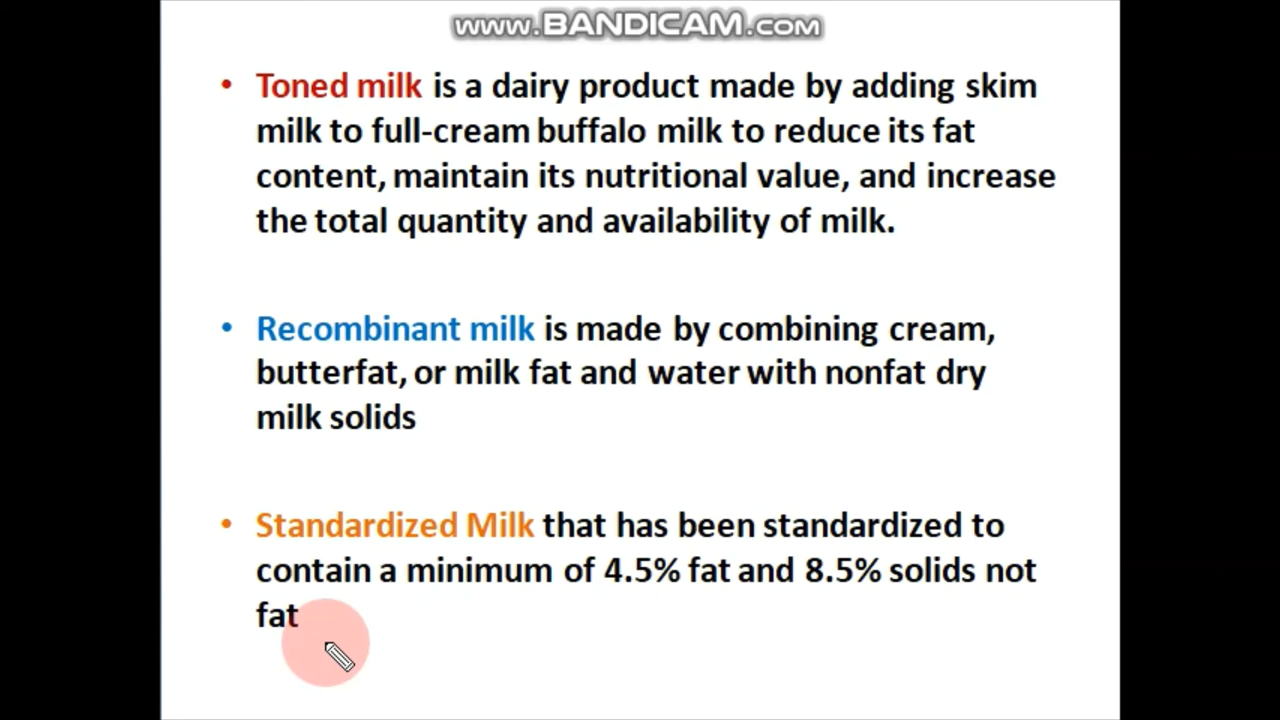 www.BANDICAM.com
• Toned milk is a dairy product made by adding skim
milk to full-cream buffalo milk to reduce its fat
content, maintain its nutritional value, and increase
the total quantity and availability of milk.
• Recombinant milk is made by combining cream,
butterfat, or milk fat and water with nonfat dry
milk solids
• Standardized Milk that has been standardized to
contain a minimum of 4.5% fat and 8.5% solids not
fat